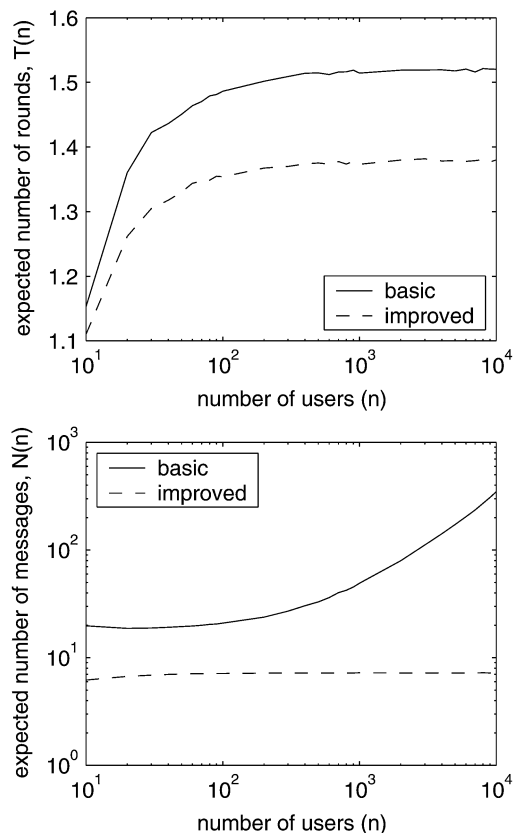 1.6
1.5
1.4
1.3
1.2
1.1
expected number of rounds, T(n)
basic
improved
10^1
10^2
10^3
10^4
number of users (n)
10^3
10^2
10^1
10^0
expected number of messages, N(n)
basic
improved
10^1
10^2
10^3
10^4
number of users (n)